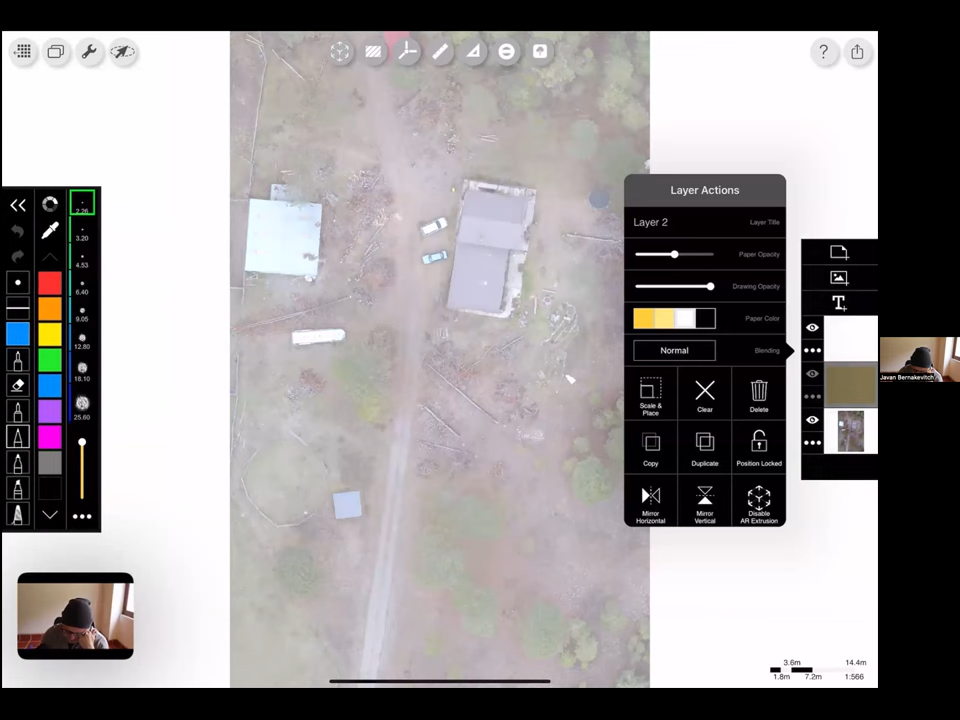 ?
Layer Actions
Layer 2
Layer Title
Paper Opacity
Drawing Opacity
Paper Color
Normal
Blending
Scale &
Place
Clear
Delete
Copy
Duplicate
Position Locked
Mirror
Horizontal
Mirror
Vertical
Disable
AR Extrusion
2.26
3.20
4.53
6.40
9.05
12.80
18.10
25.60
T+
Javan Bernakevitch
3.6m 14.4m
1.8m 7.2m 1:566